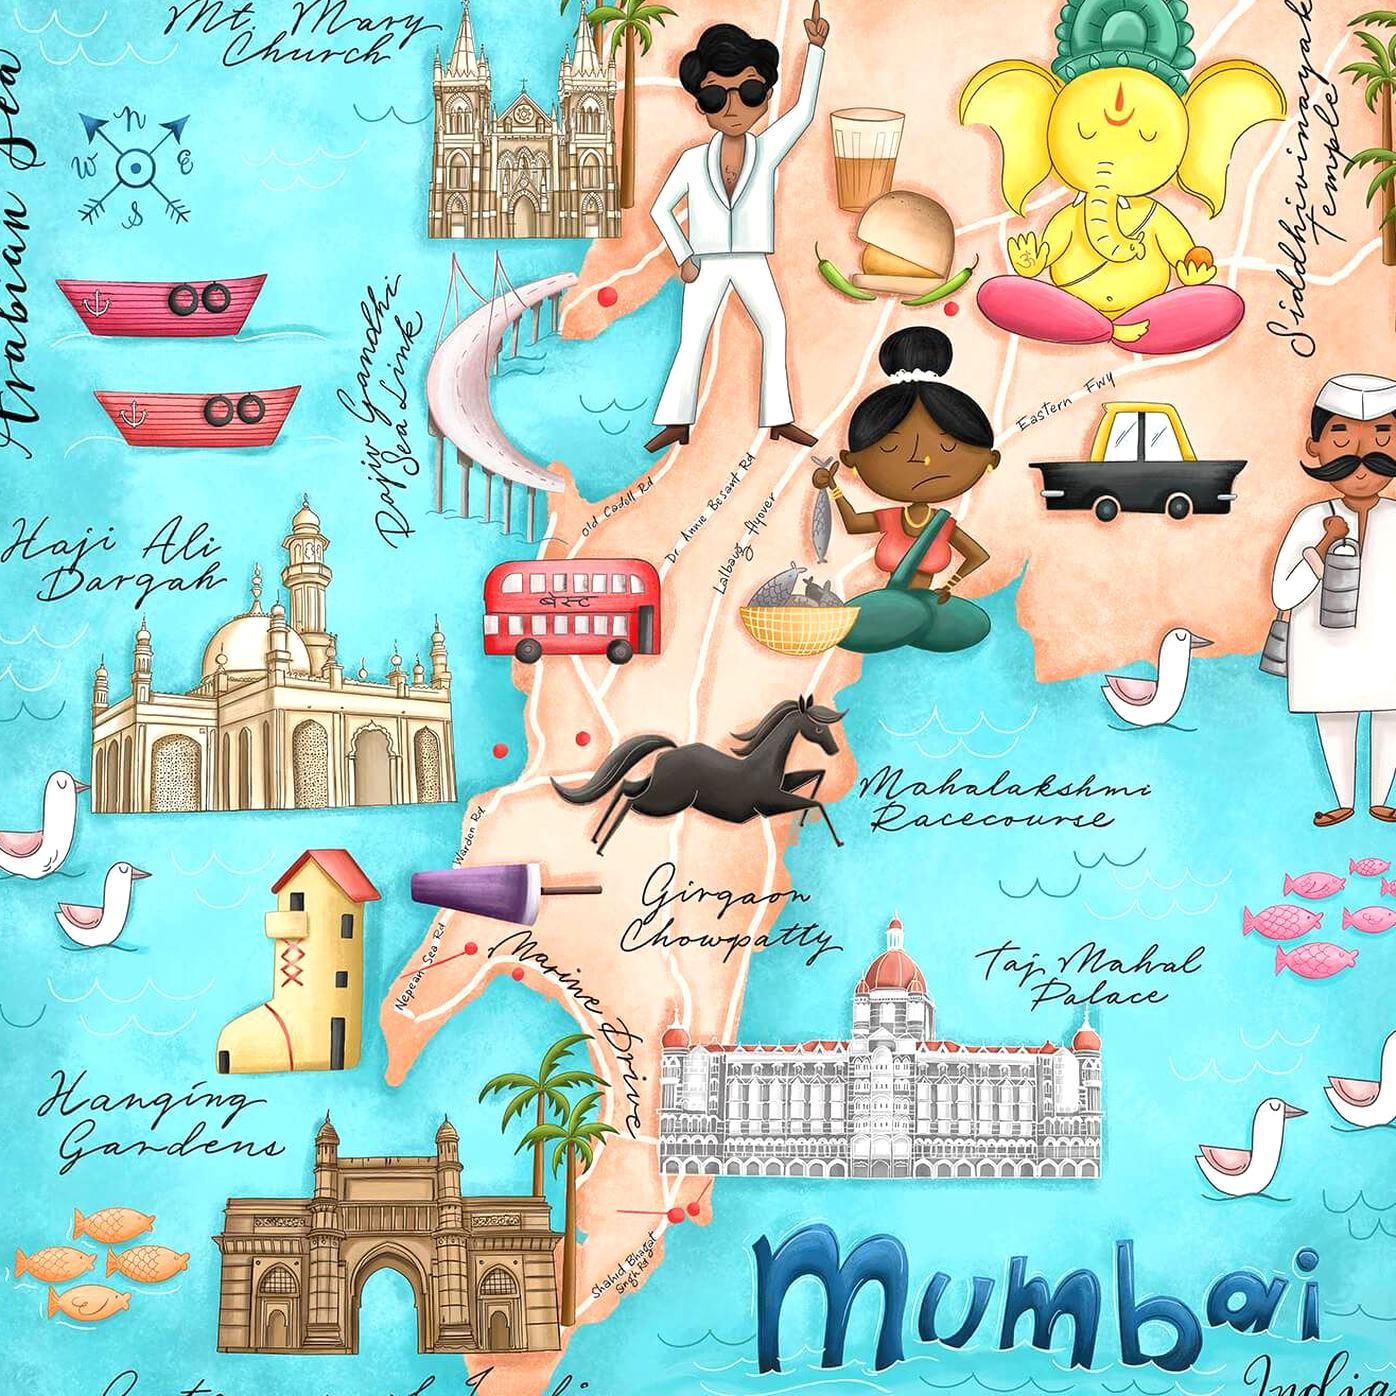 Mt. Mary
Church
Arabian Sea
N
W
E
S
Siddhivinayak
Temple
Rajiv Gandhi
Sea Link
Eastern Fwy
Old Cadell Rd
Dr Annie Besant Rd
Lalbaug flyover
Haji Ali
Dargah
बेस्ट
Mahalakshmi
Racecourse
Warden Rd
Girgaon
Chowpatty
Nepean Sea Rd
Marine Drive
Taj Mahal
Palace
Hanging
Gardens
Shahid Bhagat
Singh Rd
Mumbai
India